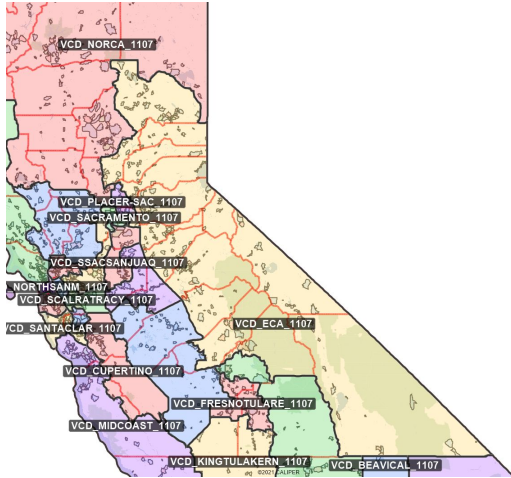 VCD_NORCA_1107
VCD_PLACER-SAC_1107
VCD_SACRAMENTO_1107
VCD_SSACSANJUAQ_1107
NORTHSANM_1107
VCD_SCALRATRACY_1107
VCD_SANTACLAR_1107
VCD_ECA_1107
VCD_CUPERTINO_1107
VCD_FRESNOTULARE_1107
VCD_MIDCOAST_1107
VCD_KINGTULAKERN_1107
VCD_BEAVICAL_1107
©2021 CALIPER